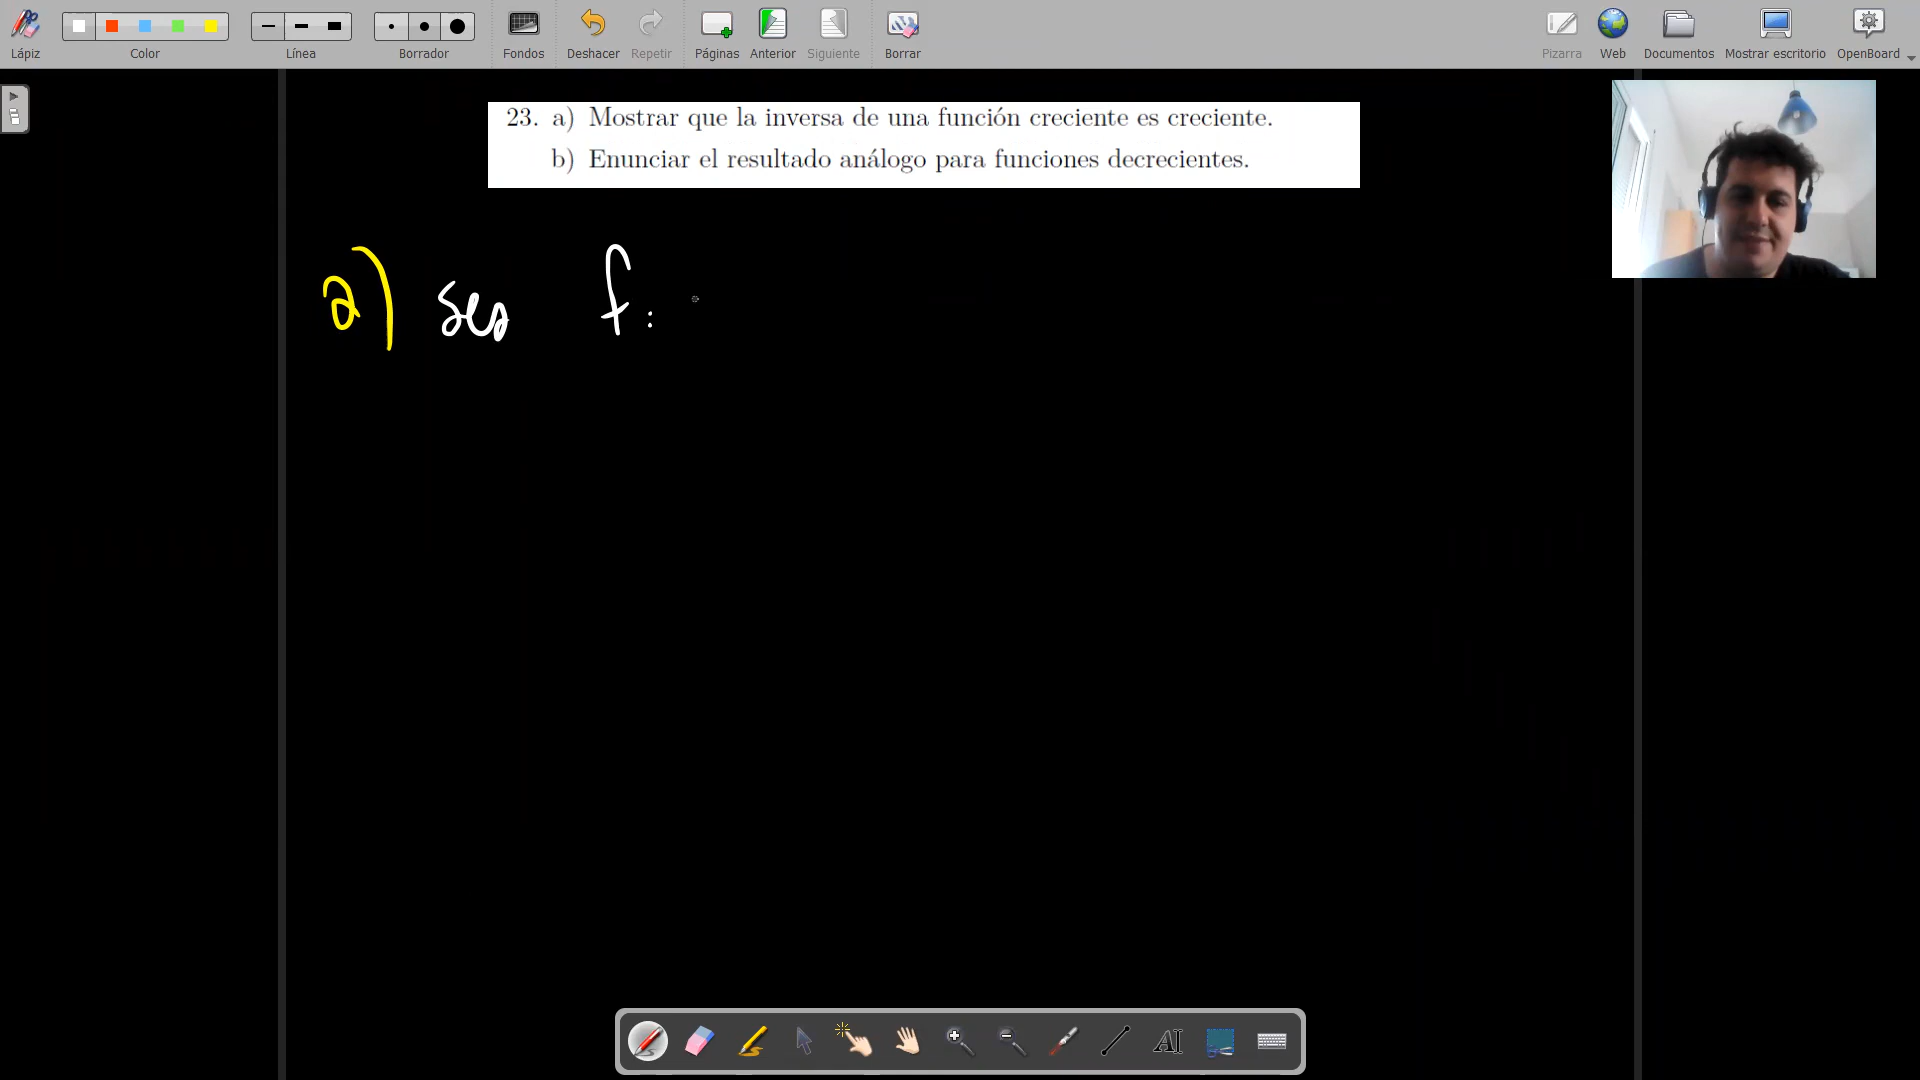 Lápiz Color Línea Borrador Fondos Deshacer Repetir Páginas Anterior Siguiente Borrar Pizarra Web Documentos Mostrar escritorio OpenBoard
23. a) Mostrar que la inversa de una función creciente es creciente.
b) Enunciar el resultado análogo para funciones decrecientes.
a) sea f:
AI